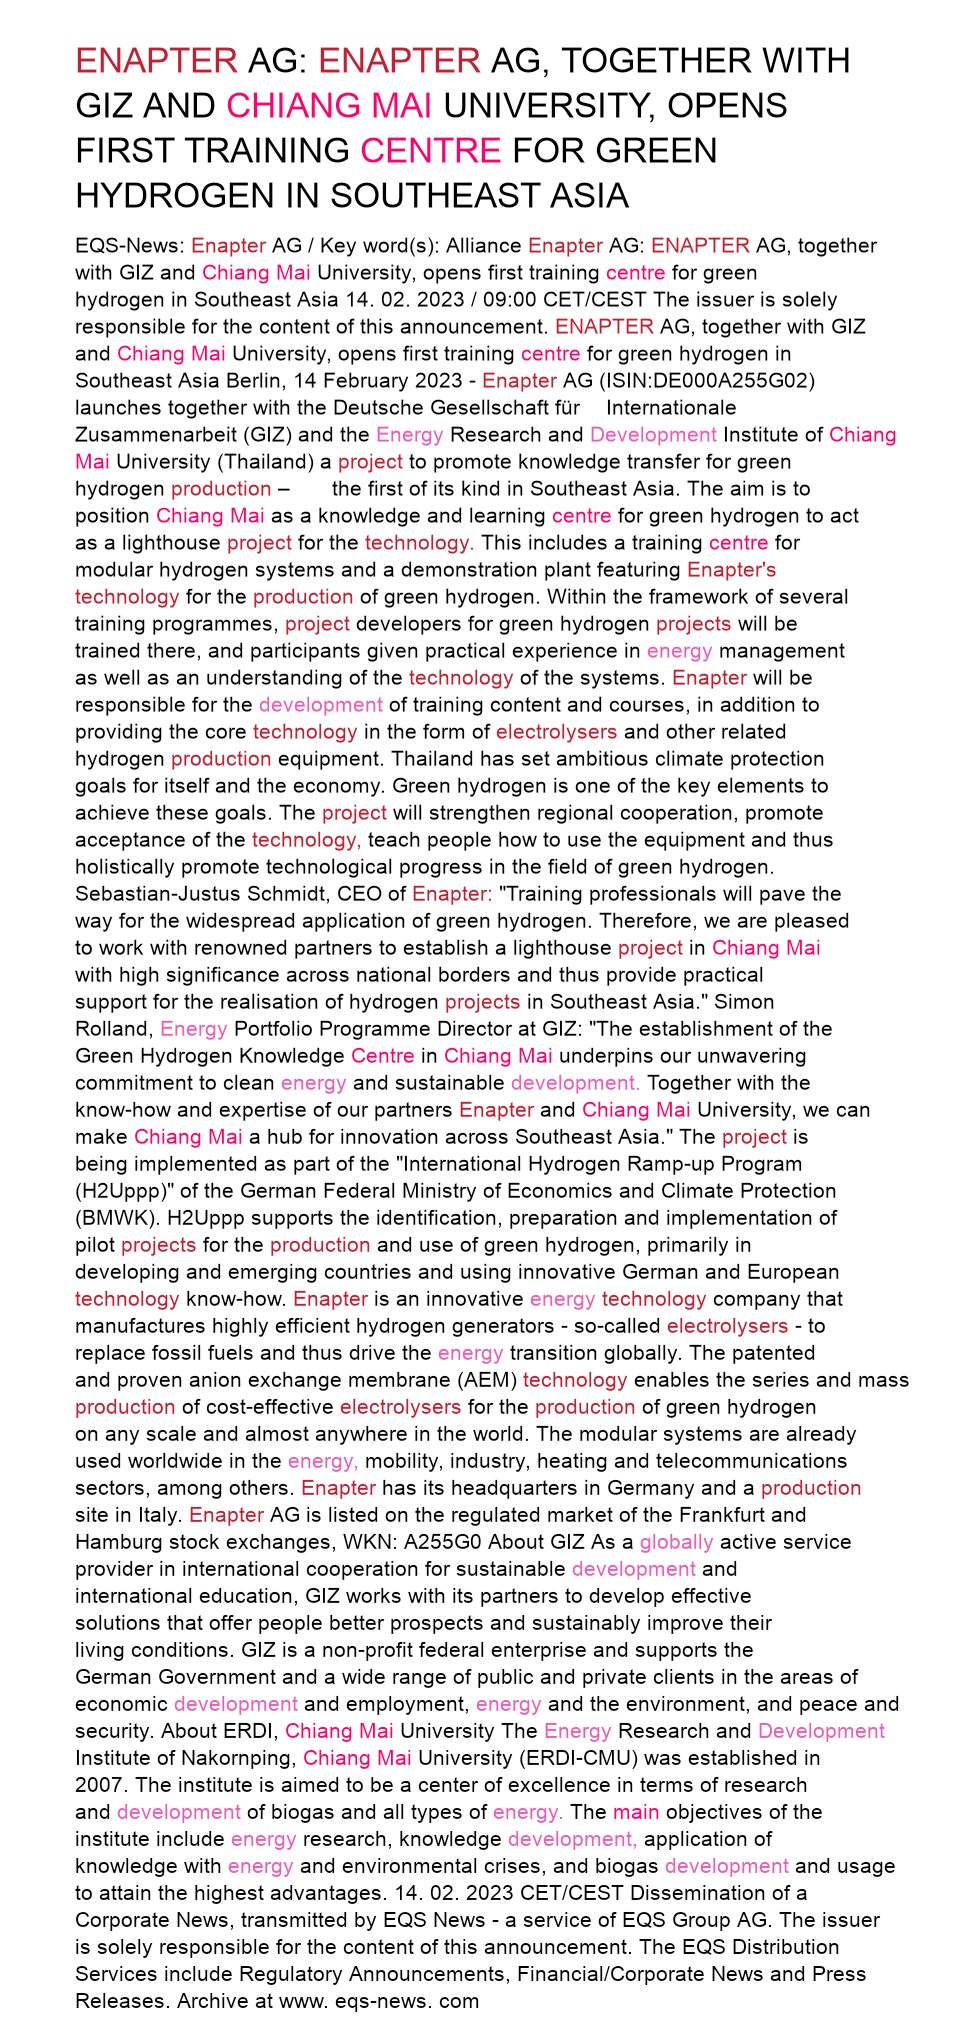 ENAPTER AG: ENAPTER AG, TOGETHER WITH
GIZ AND CHIANG MAI UNIVERSITY, OPENS
FIRST TRAINING CENTRE FOR GREEN
HYDROGEN IN SOUTHEAST ASIA
EQS-News: Enapter AG / Key word(s): Alliance Enapter AG: ENAPTER AG, together
with GIZ and Chiang Mai University, opens first training centre for green
hydrogen in Southeast Asia 14. 02. 2023 / 09:00 CET/CEST The issuer is solely
responsible for the content of this announcement. ENAPTER AG, together with GIZ
and Chiang Mai University, opens first training centre for green hydrogen in
Southeast Asia Berlin, 14 February 2023 - Enapter AG (ISIN:DE000A255G02)
launches together with the Deutsche Gesellschaft für Internationale
Zusammenarbeit (GIZ) and the Energy Research and Development Institute of Chiang
Mai University (Thailand) a project to promote knowledge transfer for green
hydrogen production – the first of its kind in Southeast Asia. The aim is to
position Chiang Mai as a knowledge and learning centre for green hydrogen to act
as a lighthouse project for the technology. This includes a training centre for
modular hydrogen systems and a demonstration plant featuring Enapter's
technology for the production of green hydrogen. Within the framework of several
training programmes, project developers for green hydrogen projects will be
trained there, and participants given practical experience in energy management
as well as an understanding of the technology of the systems. Enapter will be
responsible for the development of training content and courses, in addition to
providing the core technology in the form of electrolysers and other related
hydrogen production equipment. Thailand has set ambitious climate protection
goals for itself and the economy. Green hydrogen is one of the key elements to
achieve these goals. The project will strengthen regional cooperation, promote
acceptance of the technology, teach people how to use the equipment and thus
holistically promote technological progress in the field of green hydrogen.
Sebastian-Justus Schmidt, CEO of Enapter: "Training professionals will pave the
way for the widespread application of green hydrogen. Therefore, we are pleased
to work with renowned partners to establish a lighthouse project in Chiang Mai
with high significance across national borders and thus provide practical
support for the realisation of hydrogen projects in Southeast Asia." Simon
Rolland, Energy Portfolio Programme Director at GIZ: "The establishment of the
Green Hydrogen Knowledge Centre in Chiang Mai underpins our unwavering
commitment to clean energy and sustainable development. Together with the
know-how and expertise of our partners Enapter and Chiang Mai University, we can
make Chiang Mai a hub for innovation across Southeast Asia." The project is
being implemented as part of the "International Hydrogen Ramp-up Program
(H2Uppp)" of the German Federal Ministry of Economics and Climate Protection
(BMWK). H2Uppp supports the identification, preparation and implementation of
pilot projects for the production and use of green hydrogen, primarily in
developing and emerging countries and using innovative German and European
technology know-how. Enapter is an innovative energy technology company that
manufactures highly efficient hydrogen generators - so-called electrolysers - to
replace fossil fuels and thus drive the energy transition globally. The patented
and proven anion exchange membrane (AEM) technology enables the series and mass
production of cost-effective electrolysers for the production of green hydrogen
on any scale and almost anywhere in the world. The modular systems are already
used worldwide in the energy, mobility, industry, heating and telecommunications
sectors, among others. Enapter has its headquarters in Germany and a production
site in Italy. Enapter AG is listed on the regulated market of the Frankfurt and
Hamburg stock exchanges, WKN: A255G0 About GIZ As a globally active service
provider in international cooperation for sustainable development and
international education, GIZ works with its partners to develop effective
solutions that offer people better prospects and sustainably improve their
living conditions. GIZ is a non-profit federal enterprise and supports the
German Government and a wide range of public and private clients in the areas of
economic development and employment, energy and the environment, and peace and
security. About ERDI, Chiang Mai University The Energy Research and Development
Institute of Nakornping, Chiang Mai University (ERDI-CMU) was established in
2007. The institute is aimed to be a center of excellence in terms of research
and development of biogas and all types of energy. The main objectives of the
institute include energy research, knowledge development, application of
knowledge with energy and environmental crises, and biogas development and usage
to attain the highest advantages. 14. 02. 2023 CET/CEST Dissemination of a
Corporate News, transmitted by EQS News - a service of EQS Group AG. The issuer
is solely responsible for the content of this announcement. The EQS Distribution
Services include Regulatory Announcements, Financial/Corporate News and Press
Releases. Archive at www. eqs-news. com